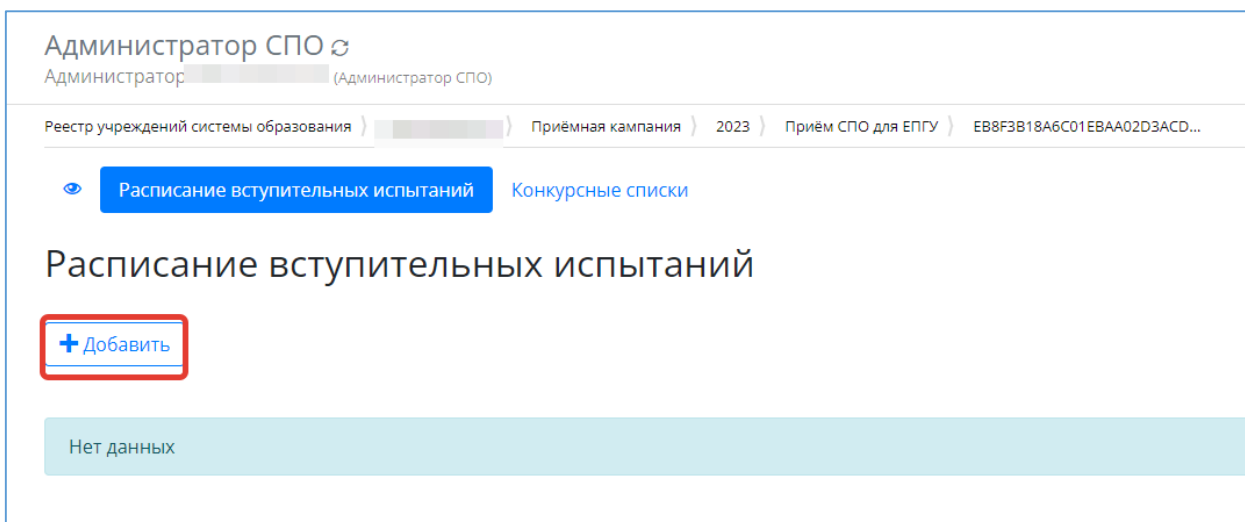 Администратор СПО
Администратор (Администратор СПО)
Реестр учреждений системы образования 〉 〉 Приёмная кампания 〉 2023 〉 Приём СПО для ЕПГУ 〉 EB8F3B18A6C01EBAA02D3ACD...
Расписание вступительных испытаний Конкурсные списки
Расписание вступительных испытаний
+ Добавить
Нет данных